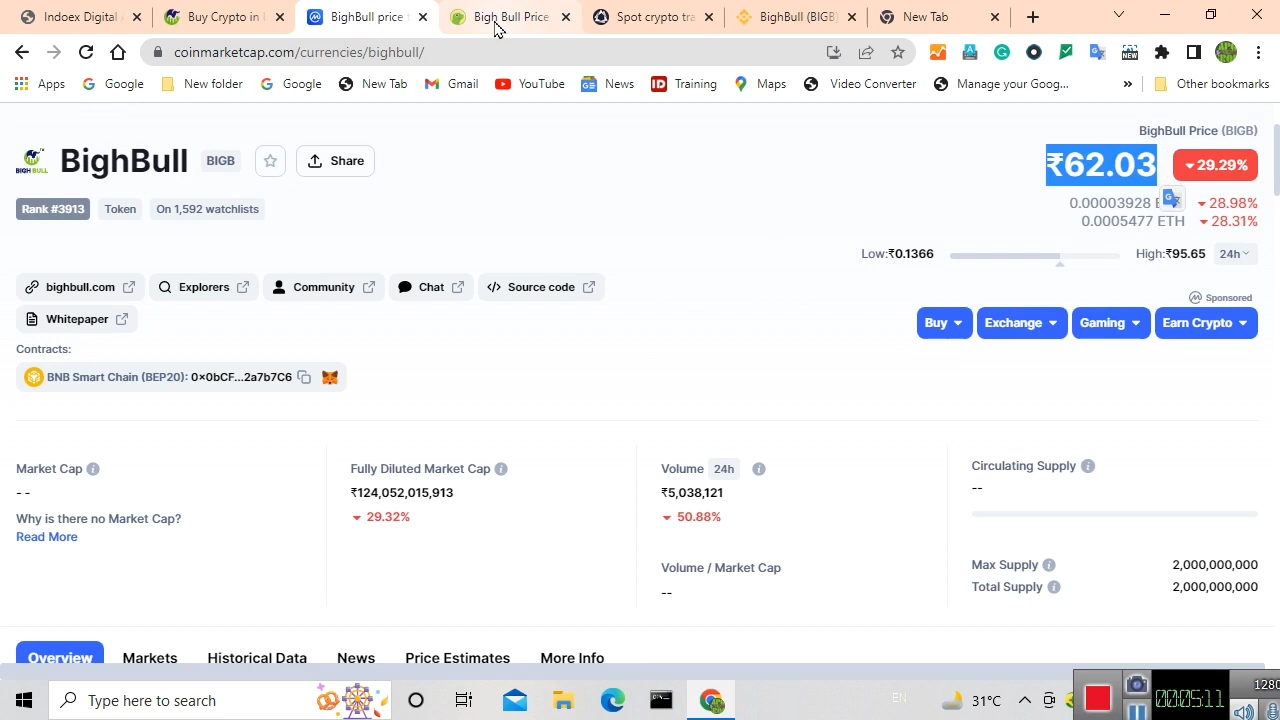 Indoex Digital
Buy Crypto in I
BighBull price t
Bigh Bull Price
Spot crypto tra
BighBull (BIGB)
New Tab
coinmarketcap.com/currencies/bighbull/
Apps
Google
New folder
Google
New Tab
Gmail
YouTube
News
Training
Maps
Video Converter
Manage your Goog...
»
Other bookmarks
BighBull Price (BIGB)
BighBull BIGB
Share
₹62.03
29.29%
Rank #3913
Token
On 1,592 watchlists
0.00003928
28.98%
0.0005477 ETH
28.31%
Low:₹0.1366
High:₹95.65
24h
bighbull.com
Explorers
Community
Chat
Source code
Sponsored
Whitepaper
Buy
Exchange
Gaming
Earn Crypto
Contracts:
BNB Smart Chain (BEP20): 0x0bCF...2a7b7C6
Market Cap
- -
Why is there no Market Cap?
Read More
Fully Diluted Market Cap
₹124,052,015,913
29.32%
Volume 24h
₹5,038,121
50.88%
Volume / Market Cap
--
Circulating Supply
--
Max Supply
2,000,000,000
Total Supply
2,000,000,000
Overview
Markets
Historical Data
News
Price Estimates
More Info
Type here to search
EN
31°C
00:05:11
1280